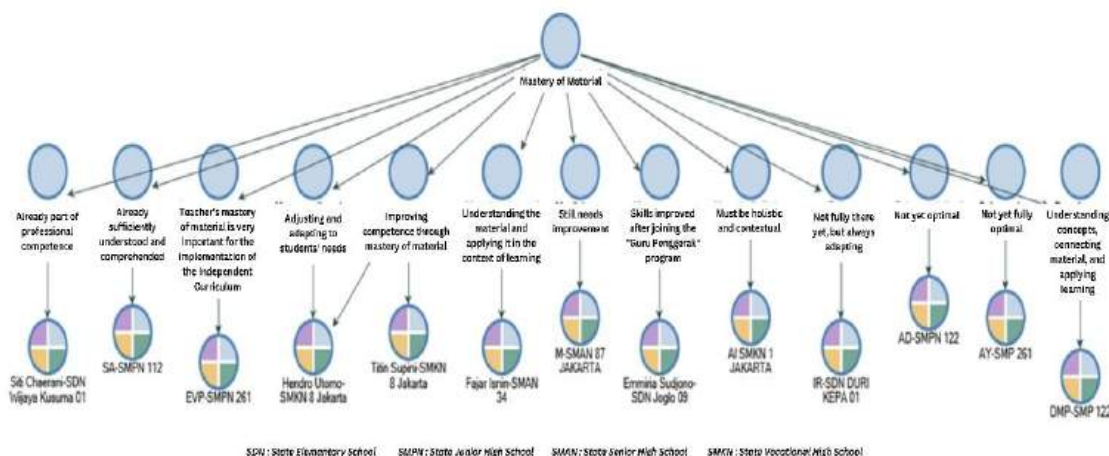 Mastery of Material
Already part of
professional
competence
Already
sufficiently
understood and
comprehended
Teacher's mastery
of material is very
Important for the
implementation of
the Independent
Curriculum
Adjusting and
adapting to
students' needs
Improving
competence through
mastery of material
Understanding the
material and
applying it in the
context of learning
Still needs
improvement
Skills improved
after joining the
"Guru Penggerak"
program
Must be holistic
and contextual
Not fully there
yet, but always
adapting
Not yet optimal
Not yet fully
optimal
Understanding
concepts,
connecting
material, and
applying
learning
Siti Chaerani-SDN
Wijaya Kusuma 01
SA-SMPN 112
EVP-SMPN 261
Hendro Utomo-
SMKN 8 Jakarta
Titin Supini-SMKN
8 Jakarta
Fajar Isnin-SMAN
34
M-SMAN 87
JAKARTA
Emmiria Sudjono-
SDN Joglo 09
AI SMKN 1
JAKARTA
IR-SDN DURI
KEPA 01
AD-SMPN 122
AY-SMP 261
DMP-SMP 122
SDN : State Elementary School SMPN : State Junior High School SMAN : State Senior High School SMKN : State Vocational High School